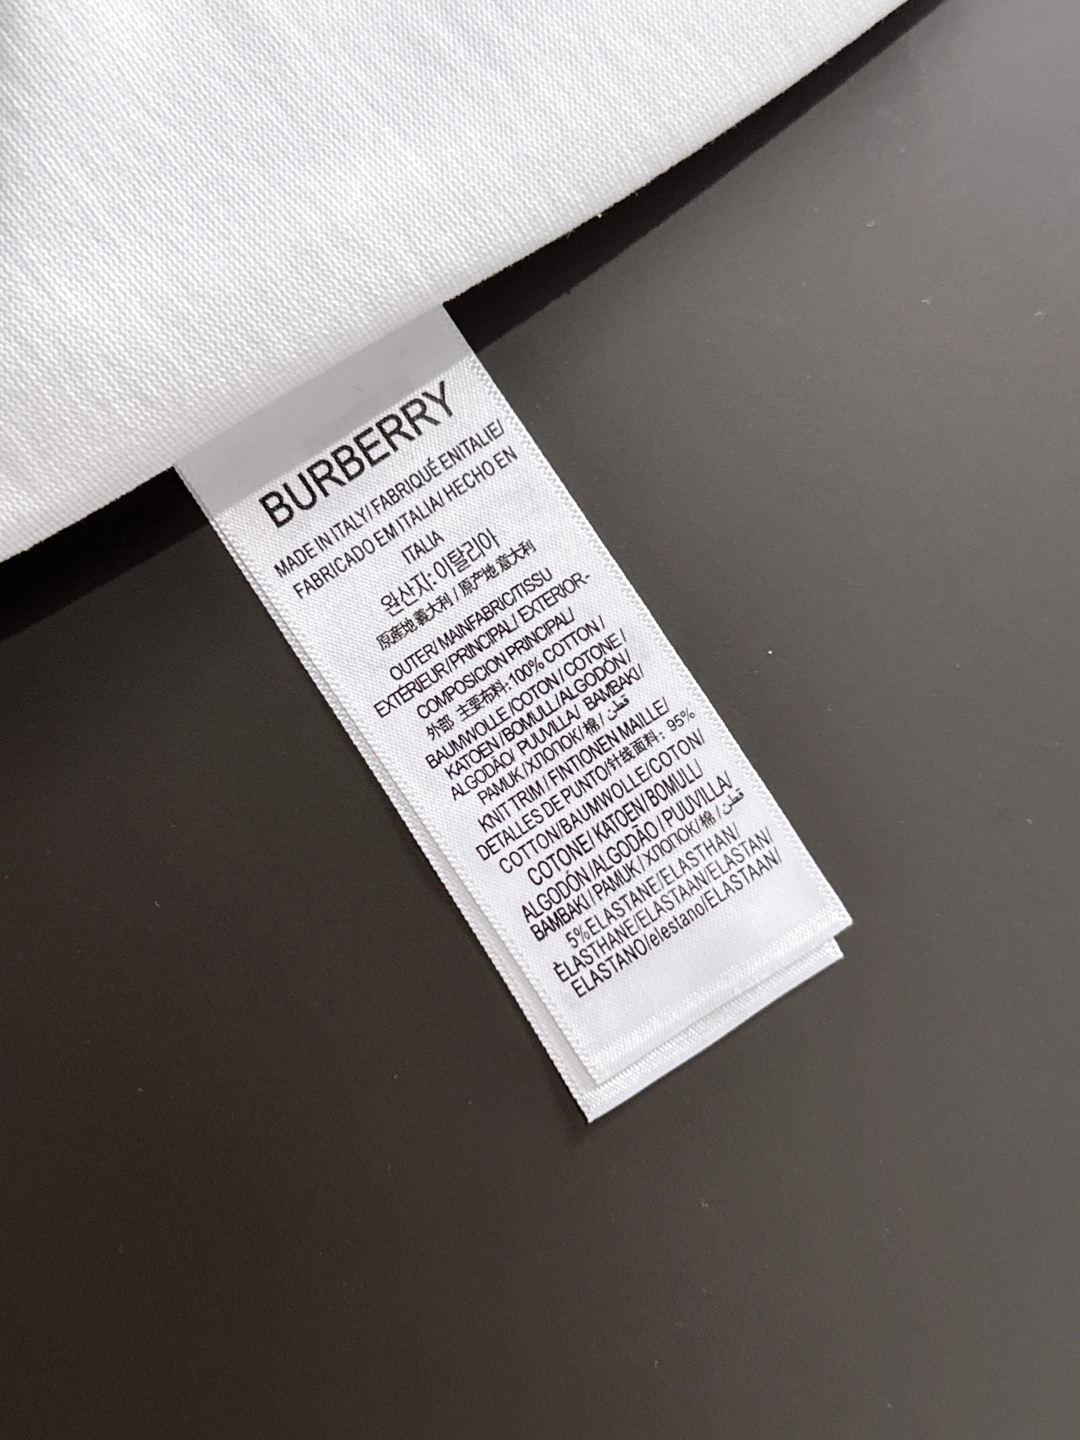 BURBERRY
MADE IN ITALY/ FABRIQUÉ ENITALIE/
FABRICADO EM ITALIA/ HECHO EN
ITALIA
완산지: 이탈리아
原産地 義大利 / 原产地 意大利
OUTER/ MAINFABRIC/TISSU
EXTÉRIEUR/PRINCIPAL/ EXTERIOR-
COMPOSICION PRINCIPAL/
外部 主要布料:100% COTTON /
BAUMWOLLE /COTON / COTONE /
KATOEN / BOMULL/ALGODÓN /
ALGODÃO/ PUUVILLA/ BAMBAKI/
PAMUK / ХЛОПОК/ 棉 / قطن
KNIT TRIM / FINTIONEN MAILLE/
DETALLES DE PUNTO/针线面料: 95%
COTTON/BAUMWOLLE/COTON/
COTONE/ KATOEN/ BOMULL/
ALGODÓN /ALGODÃO / PUUVILLA/
BAMBAKI / PAMUK / ХЛОПОК/ 棉 / قطن
5%ELASTANE/ELASTHAN/
ÈLASTHANE/ELASTAAN/ELASTAN/
ELASTANO/elestano/ELASTAAN/